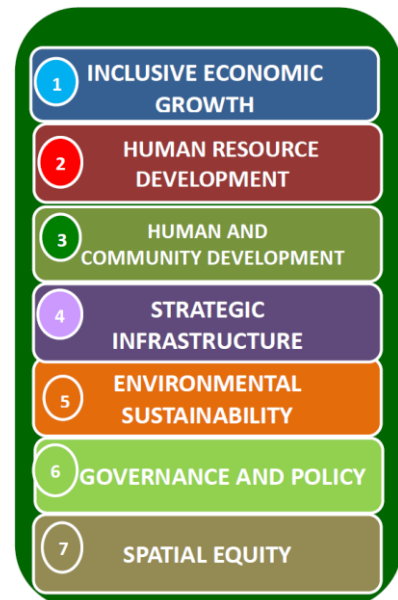 1 INCLUSIVE ECONOMIC
GROWTH
2 HUMAN RESOURCE
DEVELOPMENT
3 HUMAN AND
COMMUNITY DEVELOPMENT
4 STRATEGIC
INFRASTRUCTURE
5 ENVIRONMENTAL
SUSTAINABILITY
6 GOVERNANCE AND POLICY
7 SPATIAL EQUITY